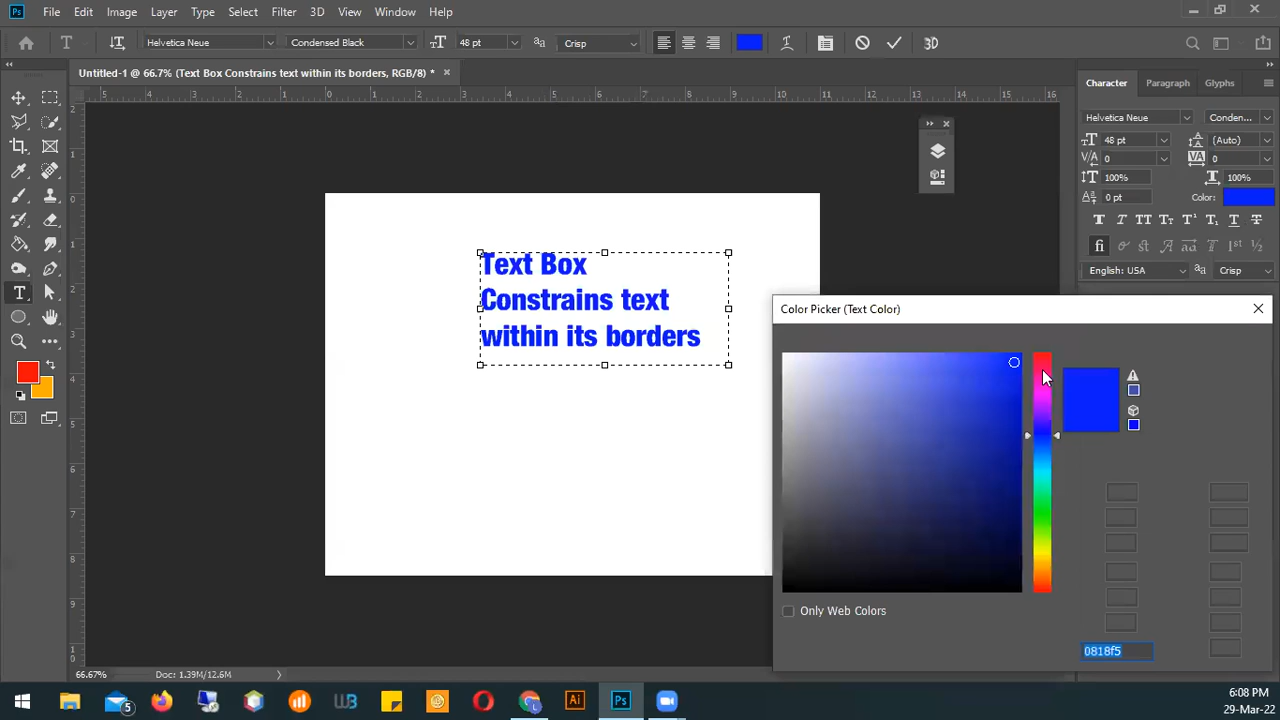 File Edit Image Layer Type Select Filter 3D View Window Help
Helvetica Neue Condensed Black 48 pt Crisp 3D
Untitled-1 @ 66.7% (Text Box Constrains text within its borders, RGB/8) *
Character Paragraph Glyphs
Helvetica Neue Conden...
48 pt (Auto)
0 0
100% 100%
0 pt Color:
English: USA Crisp
Text Box
Constrains text
within its borders
Color Picker (Text Color)
Only Web Colors
0818f5
66.67% Doc: 1.39M/12.6M
6:08 PM
29-Mar-22